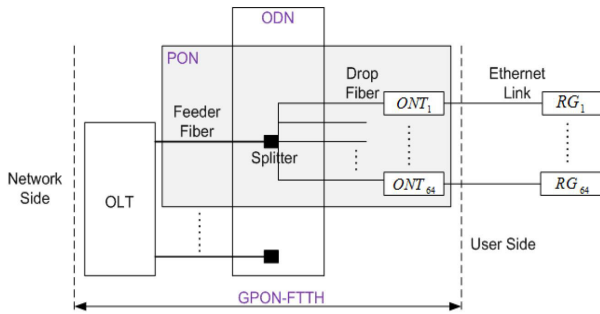 ODN
PON
Drop
Fiber
Ethernet
Link
Feeder
Fiber
ONT1
RG1
Splitter
Network
Side
OLT
ONT64
RG64
User Side
GPON-FTTH